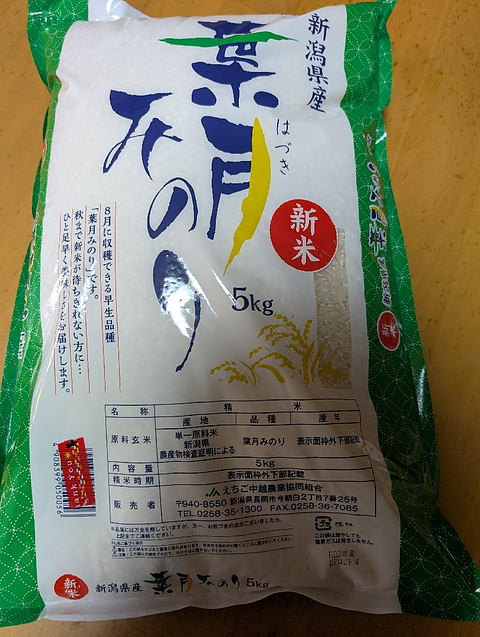 新潟県産
葉月みのり
はづき
新米
5kg
8月に収穫できる早生品種
「葉月みのり」です。
秋まで新米が待ちきれない方に…
ひと足早く美味しさをお届けします。
名称 精米
原料玄米 産地 品種 産年
単一原料米
新潟県 葉月みのり 表示面枠外下部記載
農産物検査証明による
内容量 5kg
精米時期 表示面枠外下部記載
販売者 JAえちご中越農業協同組合
〒940-8550 新潟県長岡市今朝白2丁目7番25号
TEL.0258-35-1300 FAX.0258-36-7085
4908399050056
PE,PA
新米
新潟県産 葉月みのり 5kg
新米